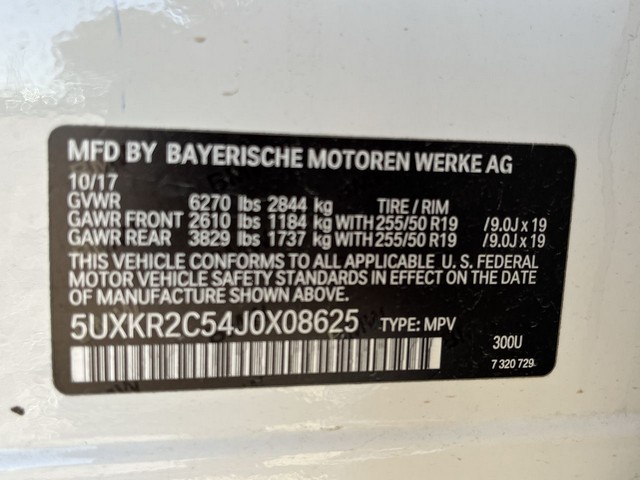 MFD BY BAYERISCHE MOTOREN WERKE AG
10/17
GVWR 6270 lbs 2844 kg TIRE / RIM
GAWR FRONT 2610 lbs 1184 kg WITH 255/50 R19 /9.0J x 19
GAWR REAR 3829 lbs 1737 kg WITH 255/50 R19 /9.0J x 19
THIS VEHICLE CONFORMS TO ALL APPLICABLE U. S. FEDERAL
MOTOR VEHICLE SAFETY STANDARDS IN EFFECT ON THE DATE
OF MANUFACTURE SHOWN ABOVE.
5UXKR2C54J0X08625 TYPE: MPV
300U
7 320 729